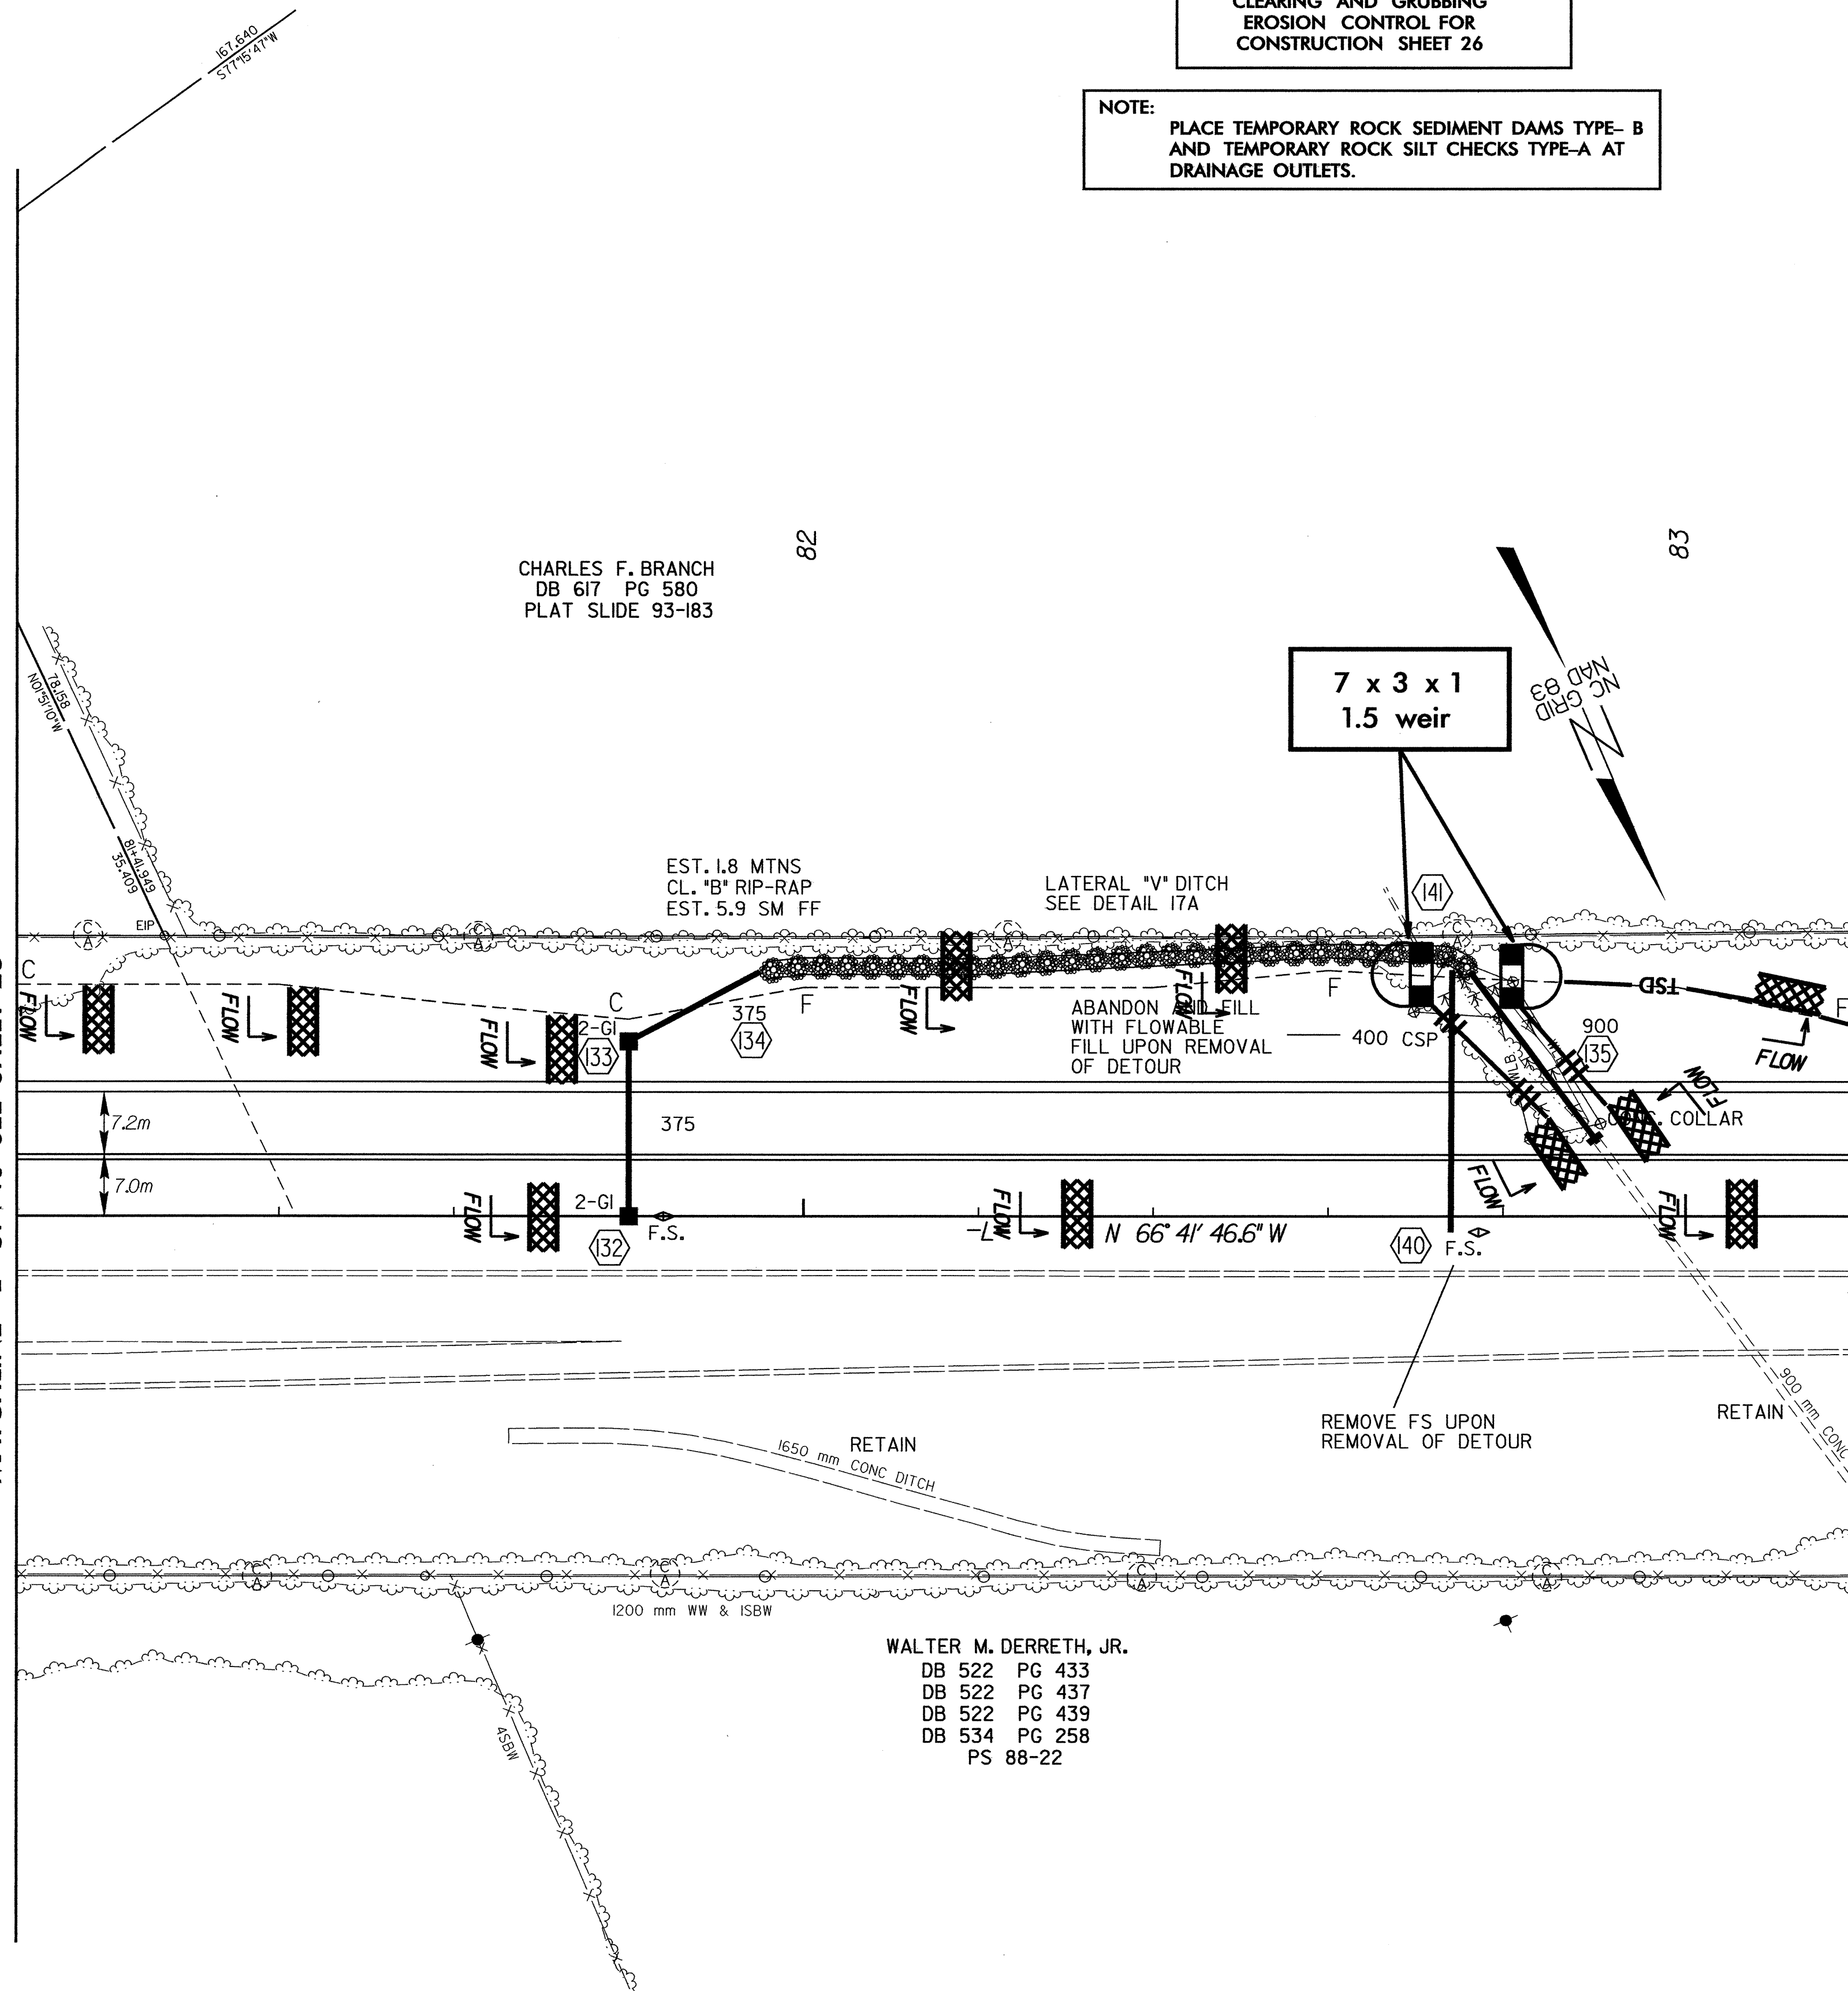 CLEARING AND GRUBBING
EROSION CONTROL FOR
CONSTRUCTION SHEET 26
NOTE:
PLACE TEMPORARY ROCK SEDIMENT DAMS TYPE– B
AND TEMPORARY ROCK SILT CHECKS TYPE–A AT
DRAINAGE OUTLETS.
167.640
S77°15'47"W
82
83
CHARLES F. BRANCH
DB 617 PG 580
PLAT SLIDE 93-183
NC GRID
NAD 83
7 x 3 x 1
1.5 weir
78.158
N01°51'10"W
81+41.949
35.409
EST. 1.8 MTNS
CL. "B" RIP-RAP
EST. 5.9 SM FF
LATERAL "V" DITCH
SEE DETAIL 17A
141
EIP
C
A
C
A
C
A
C
C
C
F
F
F
TSD
FLOW
FLOW
FLOW
FLOW
FLOW
FLOW
FLOW
2-GI
133
375
134
ABANDON AND FILL
WITH FLOWABLE
FILL UPON REMOVAL
OF DETOUR
400 CSP
900
135
WLB
CONC. COLLAR
7.2m
375
7.0m
FLOW
2-GI
132
F.S.
-L-
FLOW
N 66° 41' 46.6" W
140
F.S.
FLOW
FLOW
REMOVE FS UPON
REMOVAL OF DETOUR
RETAIN
900 mm CONC
RETAIN
1650 mm CONC DITCH
C
A
C
A
C
A
C
A
1200 mm WW & 1SBW
WALTER M. DERRETH, JR.
DB 522 PG 433
DB 522 PG 437
DB 522 PG 439
DB 534 PG 258
PS 88-22
4SBW